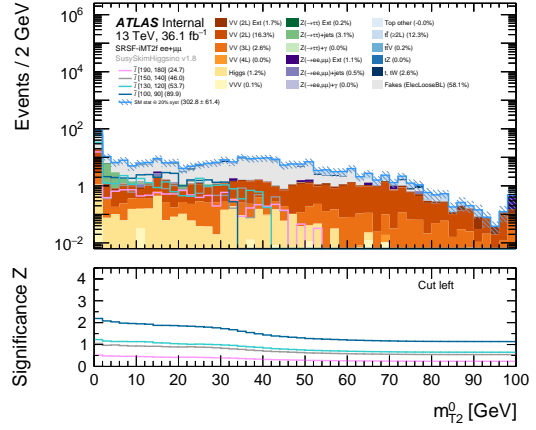 ATLAS Internal
13 TeV, 36.1 fb⁻¹
SRSF-iMT2f ee+μμ
SusySkimHiggsino v1.8
l̃ [190, 180] (24.7)
l̃ [150, 140] (46.0)
l̃ [130, 120] (53.7)
l̃ [100, 90] (89.9)
SM stat ⊕ 20% syst (302.8 ± 61.4)
VV (2L) Ext (1.7%)
VV (2L) (16.3%)
VV (3L) (2.6%)
VV (4L) (0.0%)
Higgs (1.2%)
VVV (0.1%)
Z(→ττ) Ext (0.2%)
Z(→ττ)+jets (3.1%)
Z(→ττ)+γ (0.0%)
Z(→ee,μμ) Ext (1.1%)
Z(→ee,μμ)+jets (0.5%)
Z(→ee,μμ)+γ (0.0%)
Top other (-0.0%)
tt̄ (≥2L) (12.3%)
tt̄V (0.2%)
tZ (0.0%)
t, tW (2.6%)
Fakes (ElecLooseBL) (58.1%)
Events / 2 GeV
10⁶
10⁴
10²
1
10⁻²
Significance Z
4
3
2
1
0
Cut left
0 10 20 30 40 50 60 70 80 90 100
m⁰T2 [GeV]